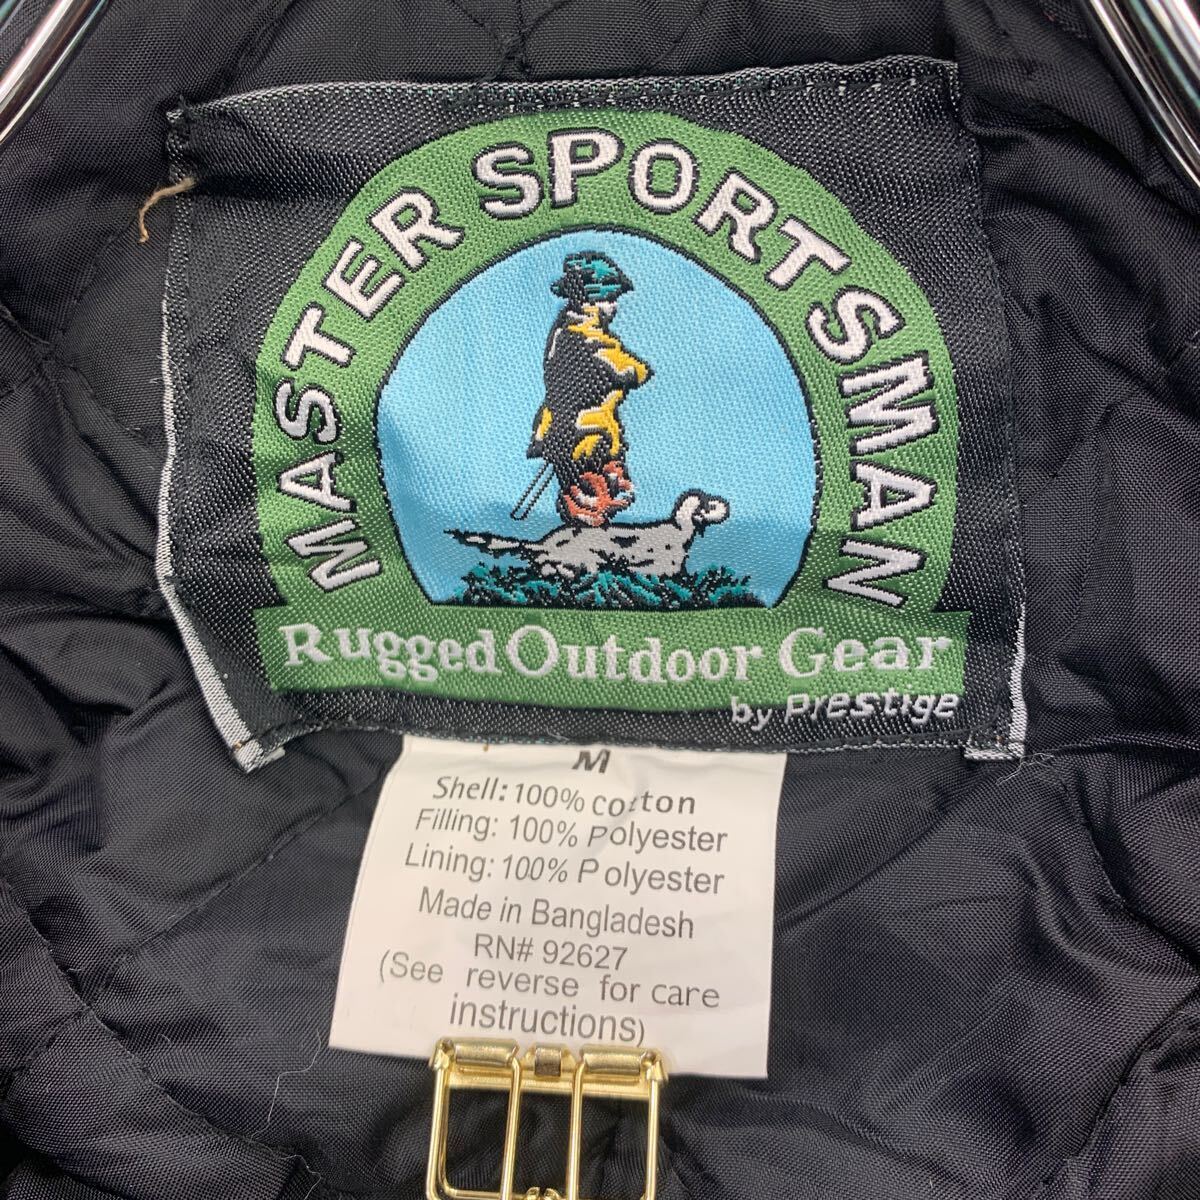 MASTER SPORTSMAN
Rugged Outdoor Gear
by Prestige
M
Shell: 100% Cotton
Filling: 100% Polyester
Lining: 100% Polyester
Made in Bangladesh
RN# 92627
(See reverse for care
instructions)